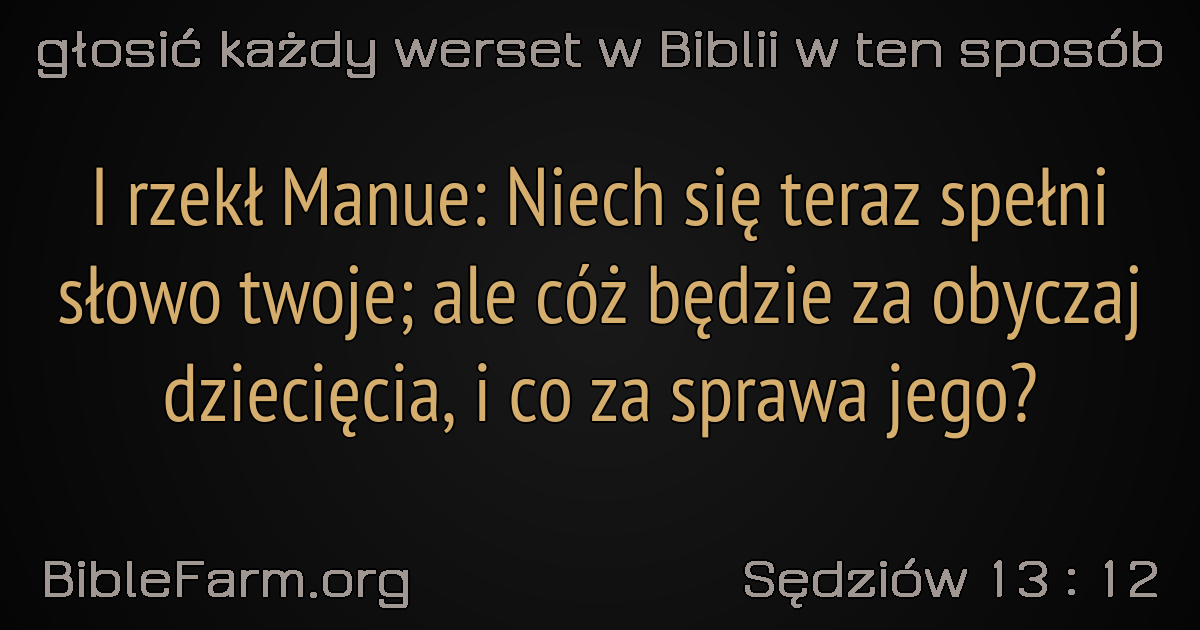 głosić każdy werset w Biblii w ten sposób
I rzekł Manue: Niech się teraz spełni
słowo twoje; ale cóż będzie za obyczaj
dziecięcia, i co za sprawa jego?
BibleFarm.org
Sędziów 13 : 12